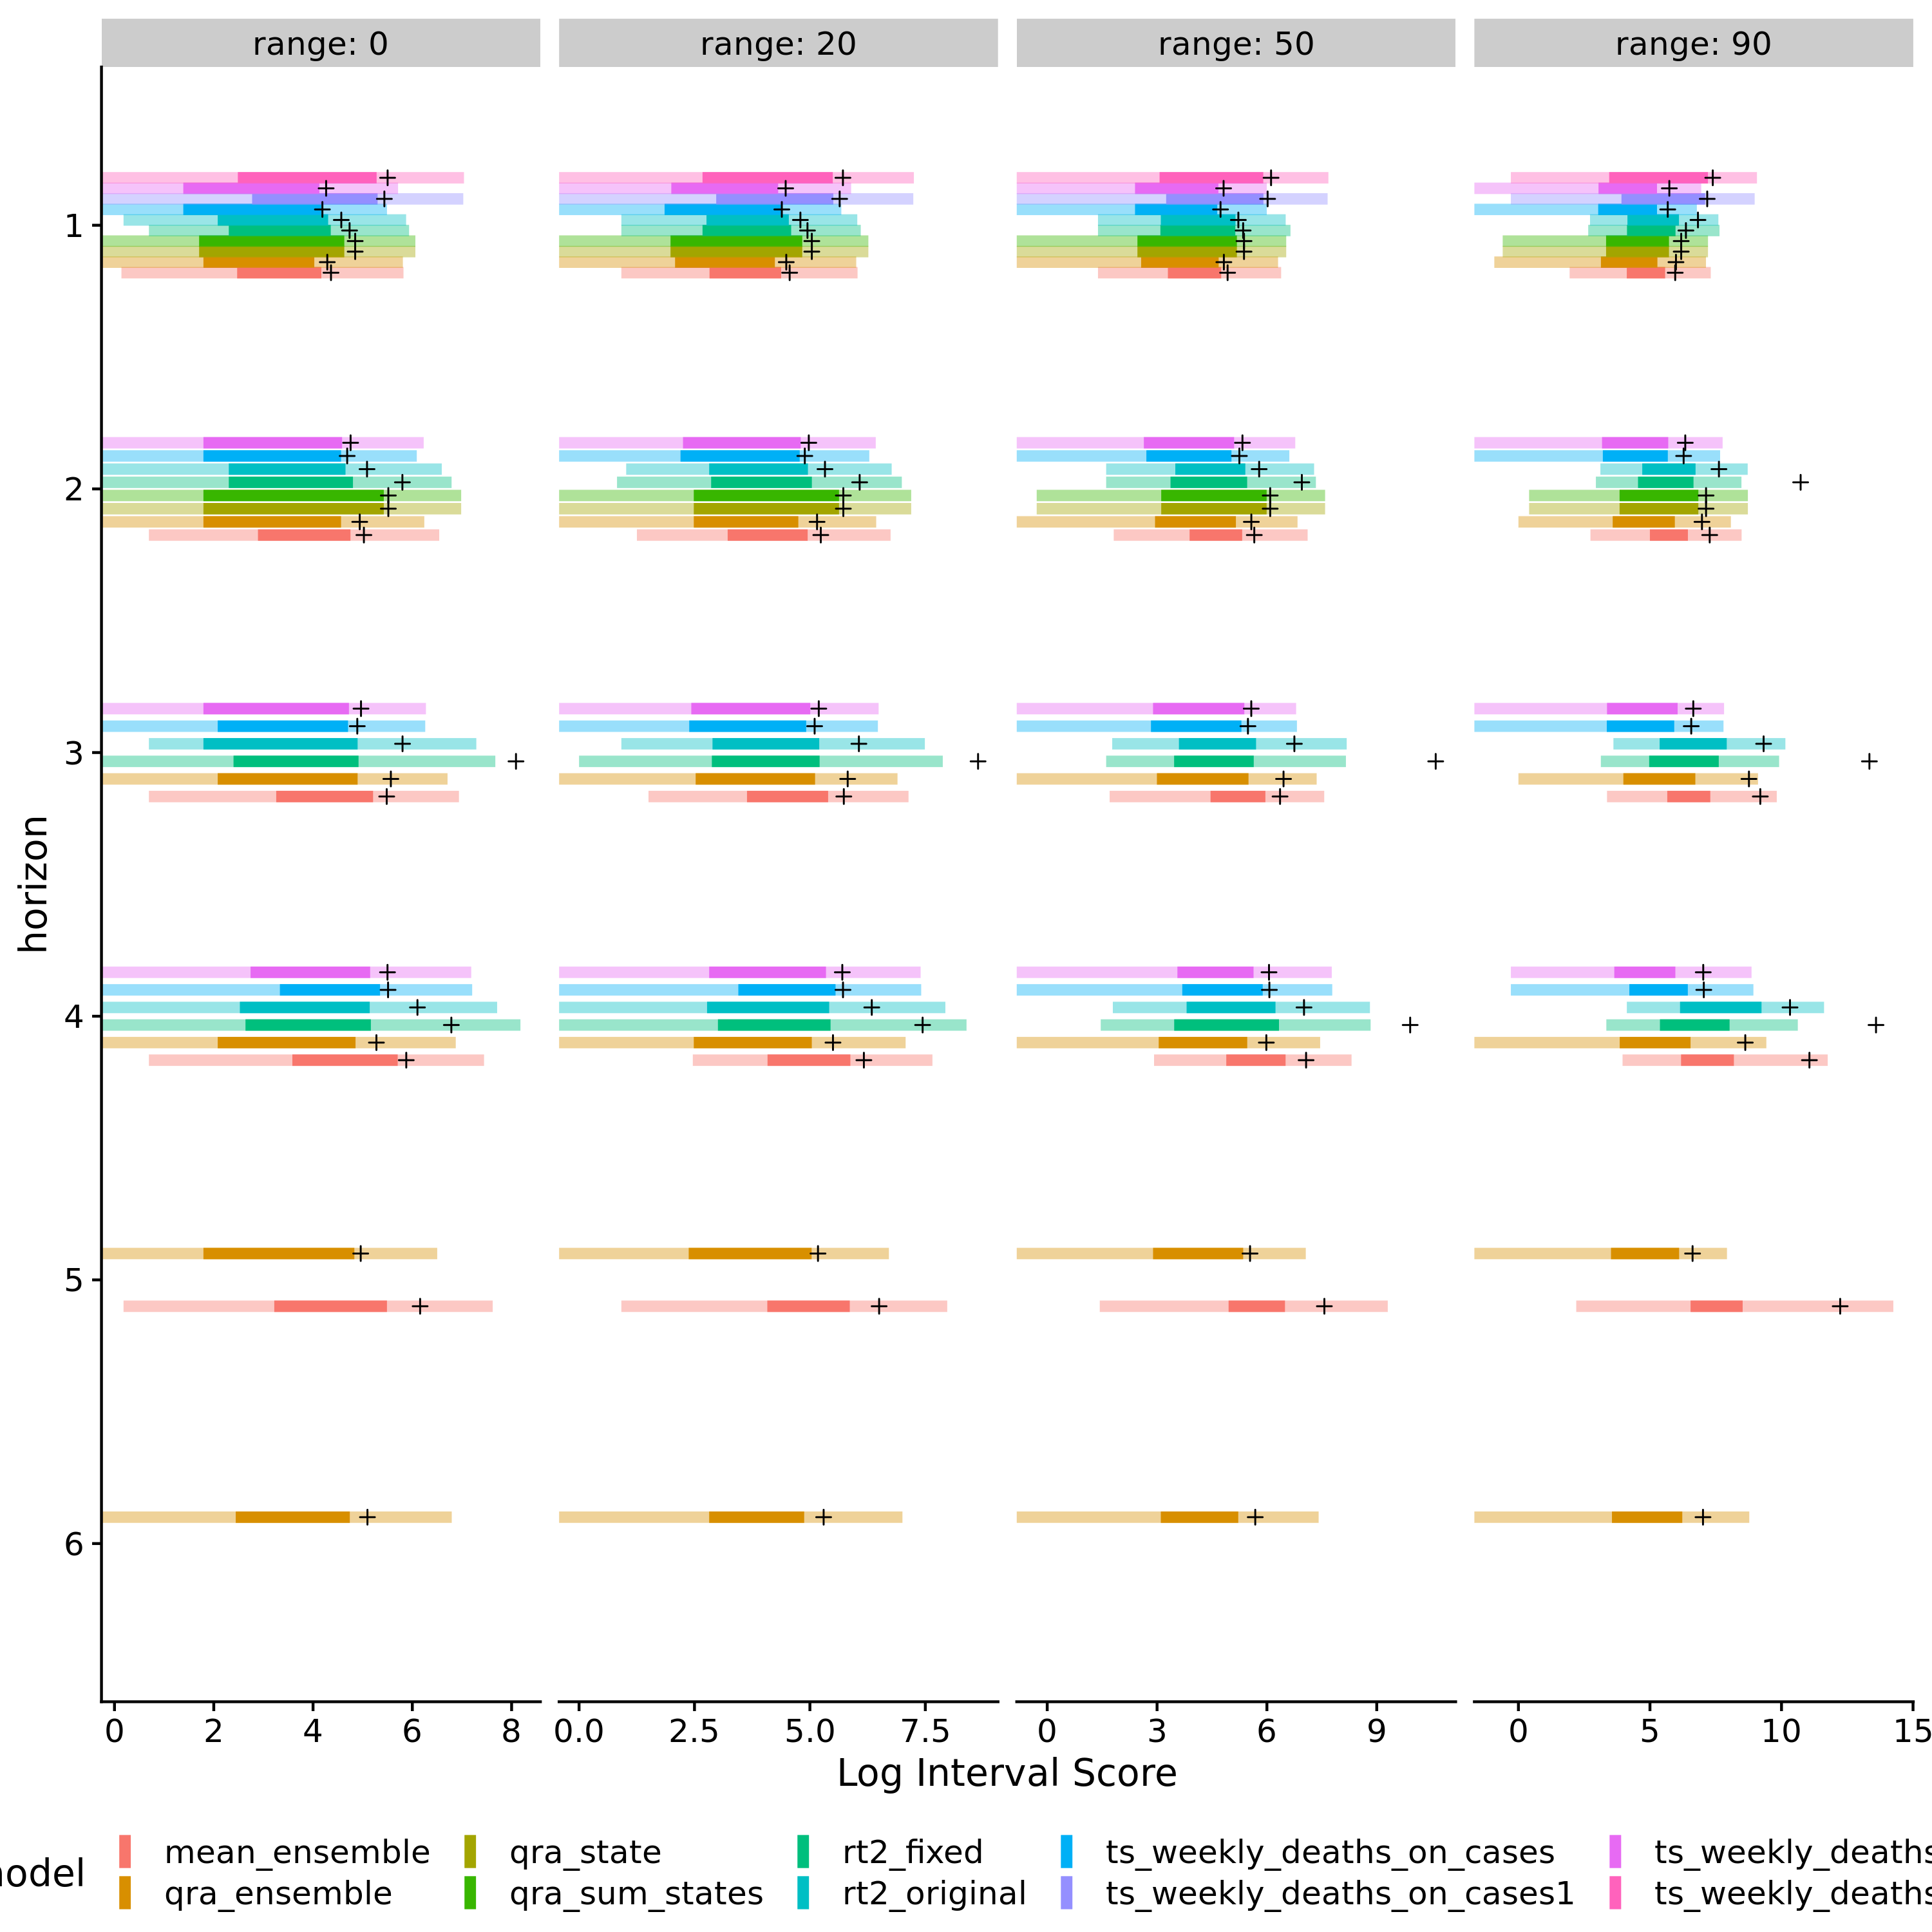 range: 0 range: 20 range: 50 range: 90
1
2
3
4
5
6
horizon
0 2 4 6 8 0.0 2.5 5.0 7.5 0 3 6 9 0 5 10 15
Log Interval Score
mean_ensemble qra_state rt2_fixed ts_weekly_deaths_on_cases ts_weekly_deaths
qra_ensemble qra_sum_states rt2_original ts_weekly_deaths_on_cases1 ts_weekly_deaths